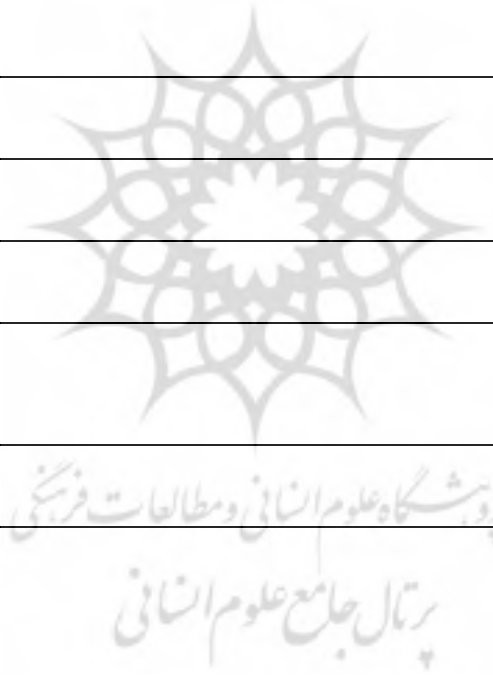 پژوهشگاه علوم انسانی و مطالعات فرهنگی
پرتال جامع علوم انسانی